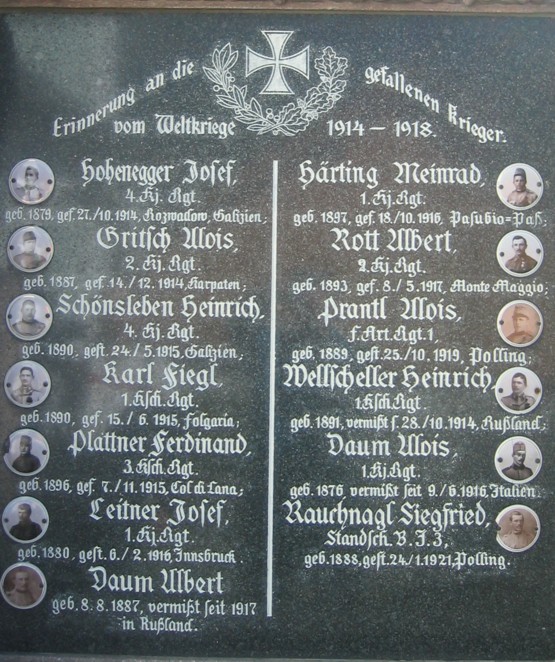 Erinnerung an die gefallenen Krieger.
vom Weltkriege 1914 – 1918.
Hohenegger Josef,
4. Kj. Rgt.
geb. 1879, gef. 27./10. 1914, Kozwadow, Galizien;
Gritsch Alois,
2. Kj. Rgt.
geb. 1887, gef. 14./12. 1914, Karpaten;
Schönsleben Heinrich,
4. Kj. Rgt.
geb. 1890, gest. 24./5. 1915, Galizien;
Karl Fiegl,
1. Ksch. Rgt.
geb. 1890, gef. 15./6. 1915, Folgaria;
Plattner Ferdinand,
3. Ksch. Rgt.
geb. 1896, gef. 7./11. 1915, Col di Lana;
Leitner Josef,
1. Kj. Rgt.
geb. 1880, gest. 6./2. 1916, Innsbruck.
Daum Albert
geb. 8. 8. 1887, vermißt seit 1917
in Rußland.
Härting Meinrad,
1. Kj. Rgt.
geb. 1897, gef. 18./10. 1916, Pasubio-Paß;
Rott Albert,
2. Kj. Rgt.
geb. 1893, gef. 8./5. 1917, Monte Maggio;
Prantl Alois,
f. Art. Rgt. 1,
geb. 1889, gest. 25./10. 1919, Polling;
Wellscheller Heinrich,
1. Ksch. Rgt.
geb. 1891, vermißt s. 28./10. 1914, Rußland;
Daum Alois,
1. Kj. Rgt.
geb. 1876 vermißt seit 9./6. 1916, Italien.
Rauchnagl Siegfried,
Standsch. B. J. 3,
geb. 1888, gest. 24./1. 1921, Polling.